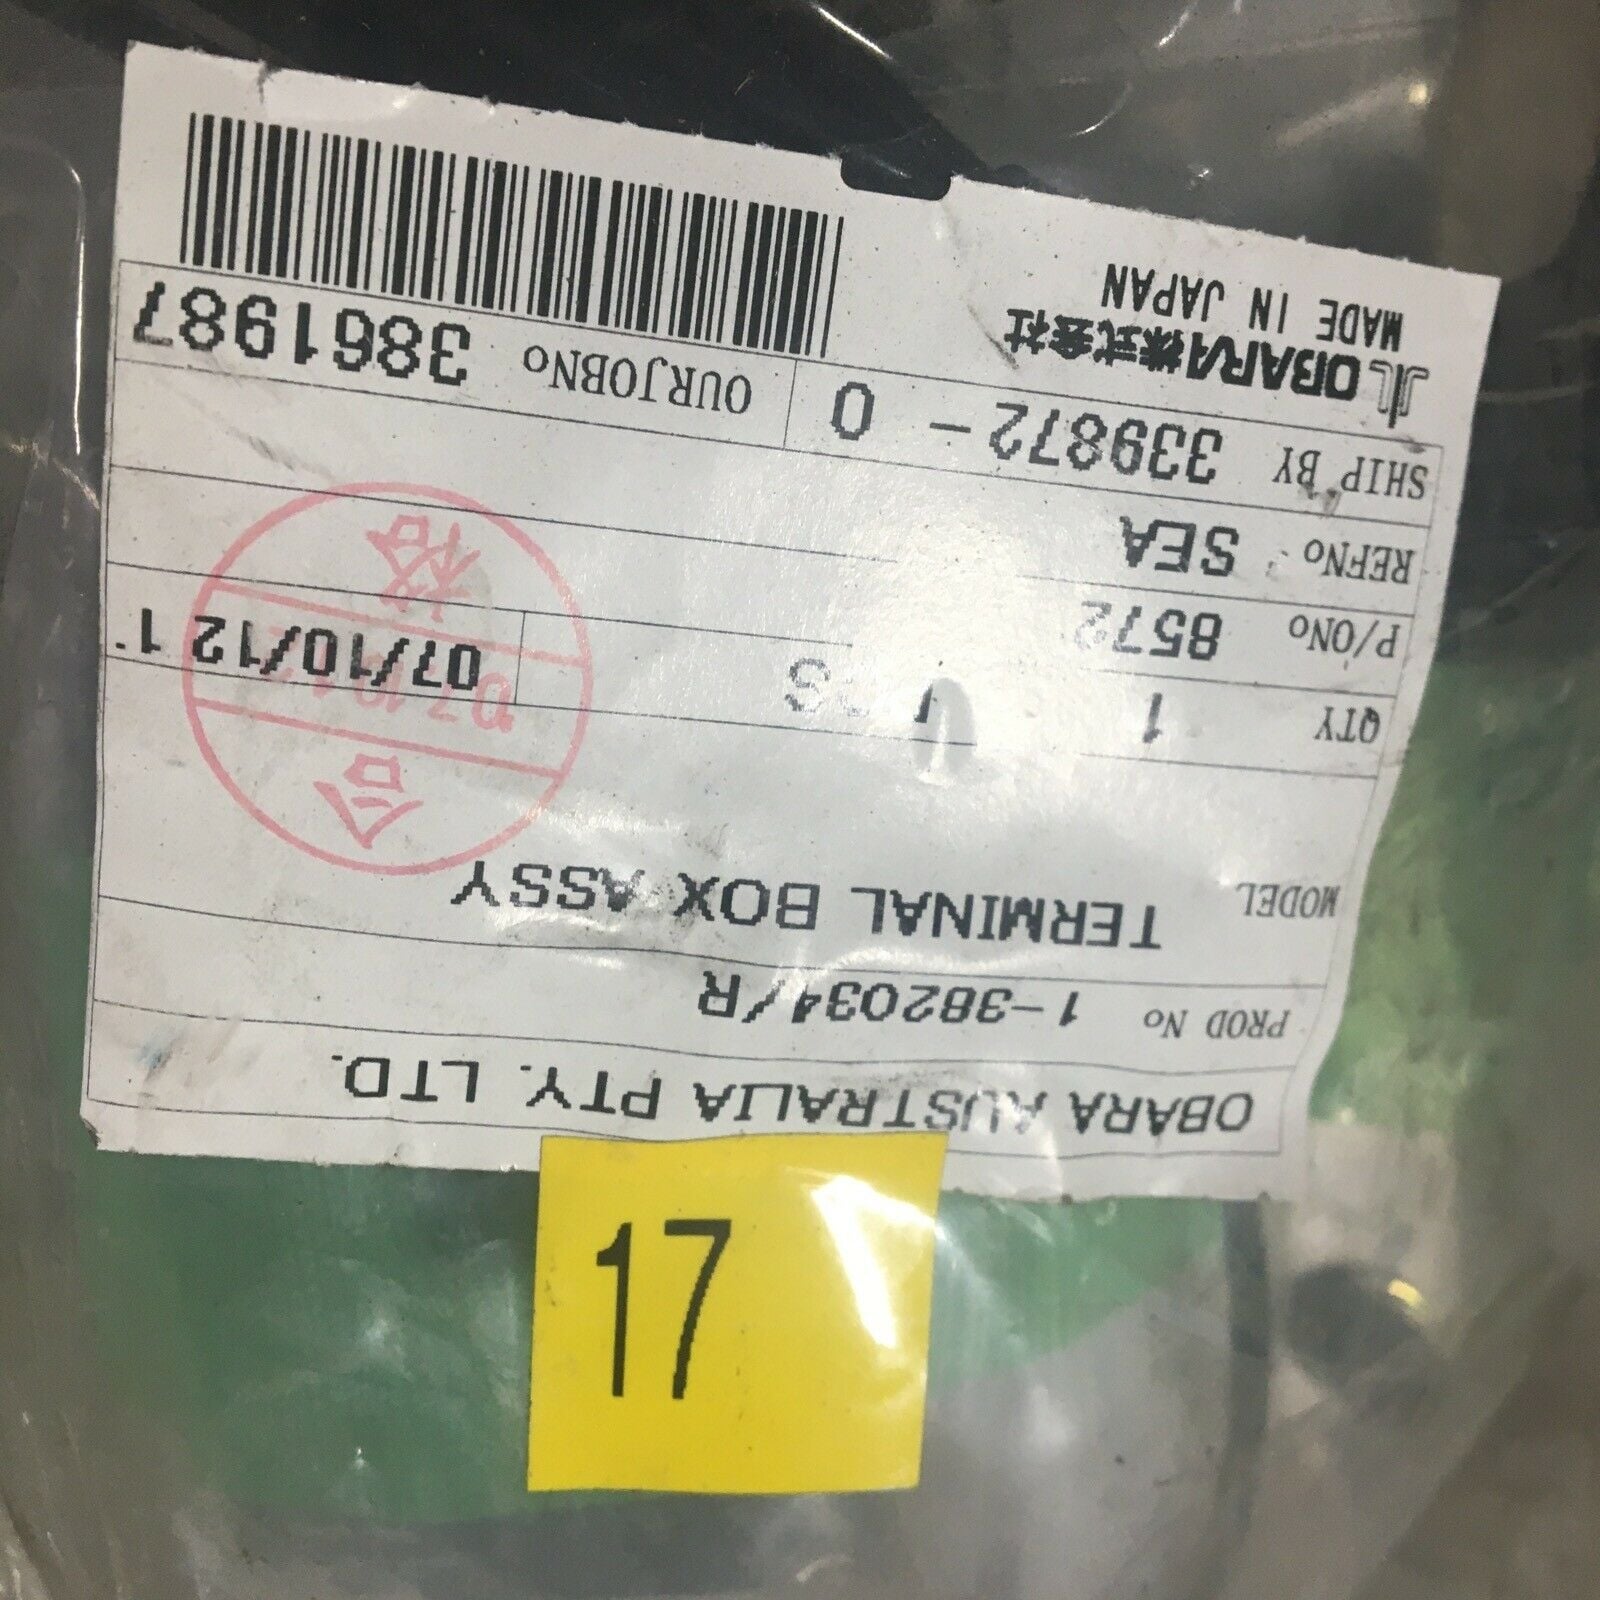 OBARA AUSTRALIA PTY. LTD.
PROD No 1-382034/R
MODEL TERMINAL BOX ASSY
QTY 1 07/10/12
P/ONo 8572
REFNo SEA
SHIP BY 339872-0 OURJOBNo 3861987
OBARA株式会社
MADE IN JAPAN
17